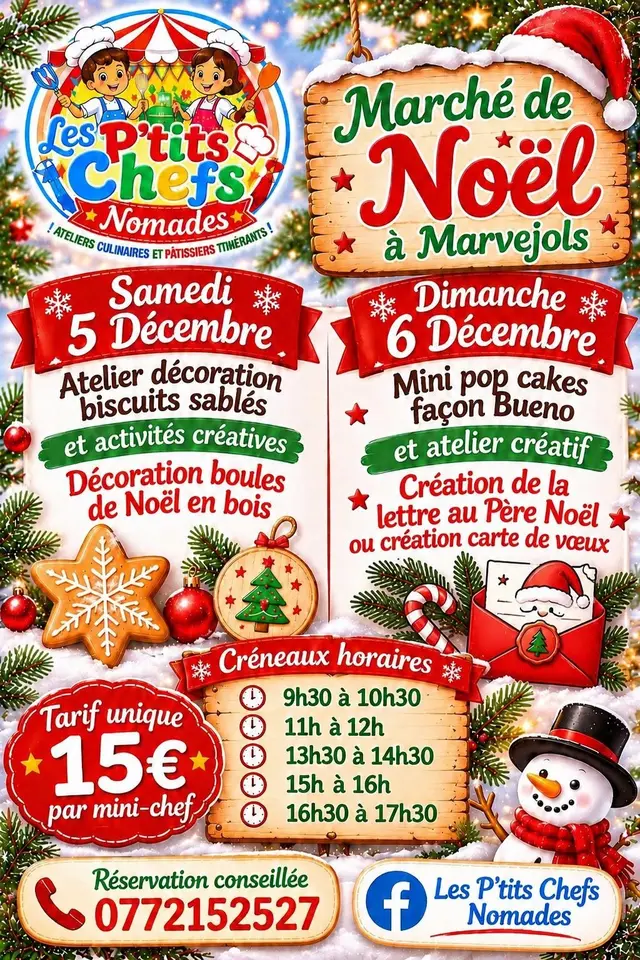 Les P'tits
Chefs
Nomades
! ATELIERS CULINAIRES ET PÂTISSIERS ITINÉRANTS !
Marché de
Noël
à Marvejols
Samedi
5 Décembre
Atelier décoration
biscuits sablés
et activités créatives
Décoration boules
de Noël en bois
Dimanche
6 Décembre
Mini pop cakes
façon Bueno
et atelier créatif
Création de la
lettre au Père Noël
ou création carte de vœux
Créneaux horaires
9h30 à 10h30
11h à 12h
13h30 à 14h30
15h à 16h
16h30 à 17h30
Tarif unique
15€
par mini-chef
Réservation conseillée
0772152527
Les P'tits Chefs
Nomades